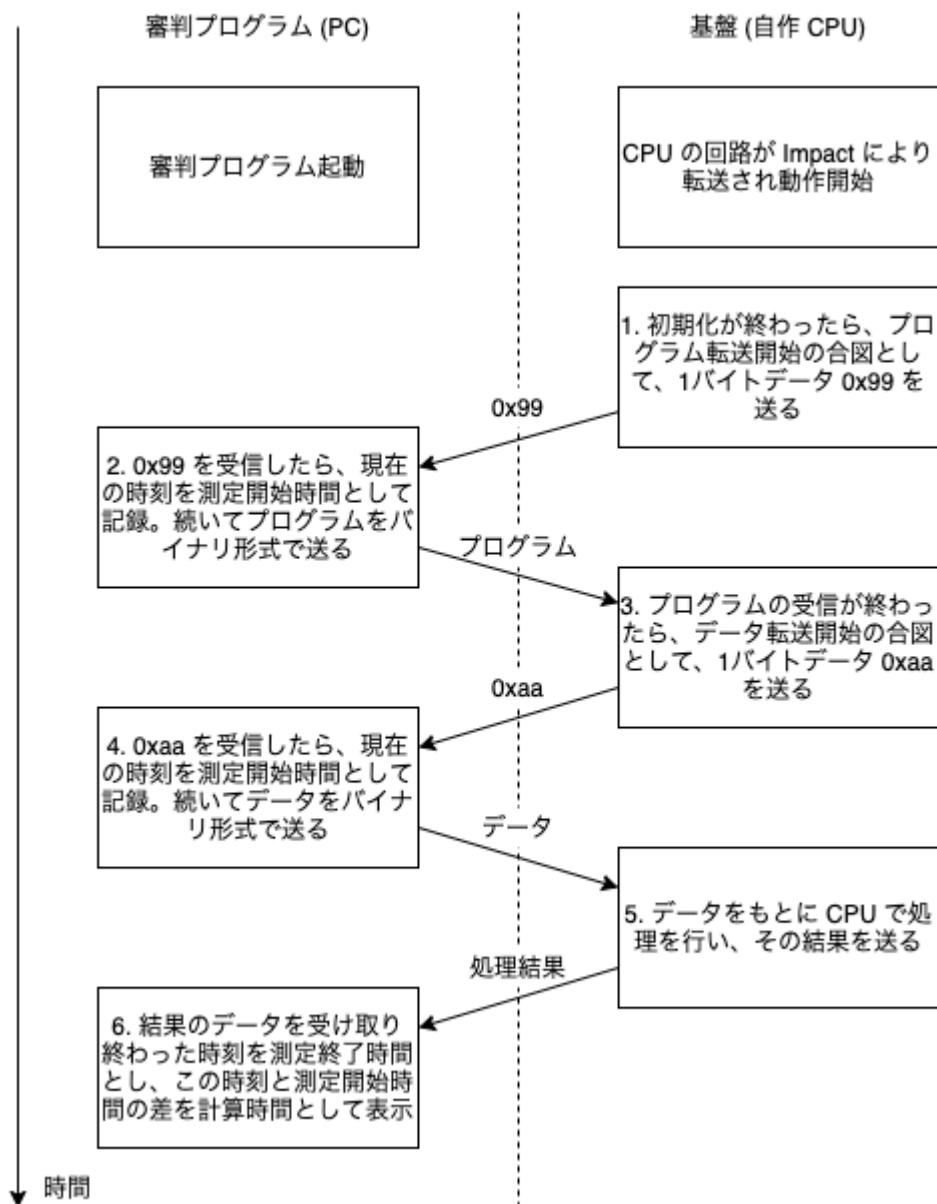 審判プログラム (PC)
基盤 (自作 CPU)
審判プログラム起動
CPU の回路が Impact により
転送され動作開始
1. 初期化が終わったら、プロ
グラム転送開始の合図とし
て、1バイトデータ 0x99 を
送る
0x99
2. 0x99 を受信したら、現在
の時刻を測定開始時間として
記録。続いてプログラムをバ
イナリ形式で送る
プログラム
3. プログラムの受信が終わっ
たら、データ転送開始の合図
として、1バイトデータ 0xaa
を送る
0xaa
4. 0xaa を受信したら、現在
の時刻を測定開始時間として
記録。続いてデータをバイナ
リ形式で送る
データ
5. データをもとに CPU で処
理を行い、その結果を送る
処理結果
6. 結果のデータを受け取り
終わった時刻を測定終了時間
とし、この時刻と測定開始時
間の差を計算時間として表示
時間